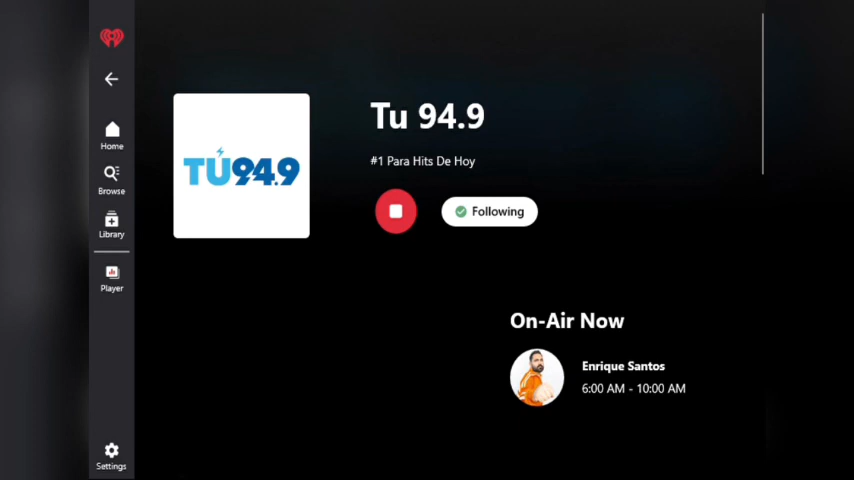 Home
Browse
Library
Player
Settings
TÚ94.9
Tu 94.9
#1 Para Hits De Hoy
Following
On-Air Now
Enrique Santos
6:00 AM - 10:00 AM